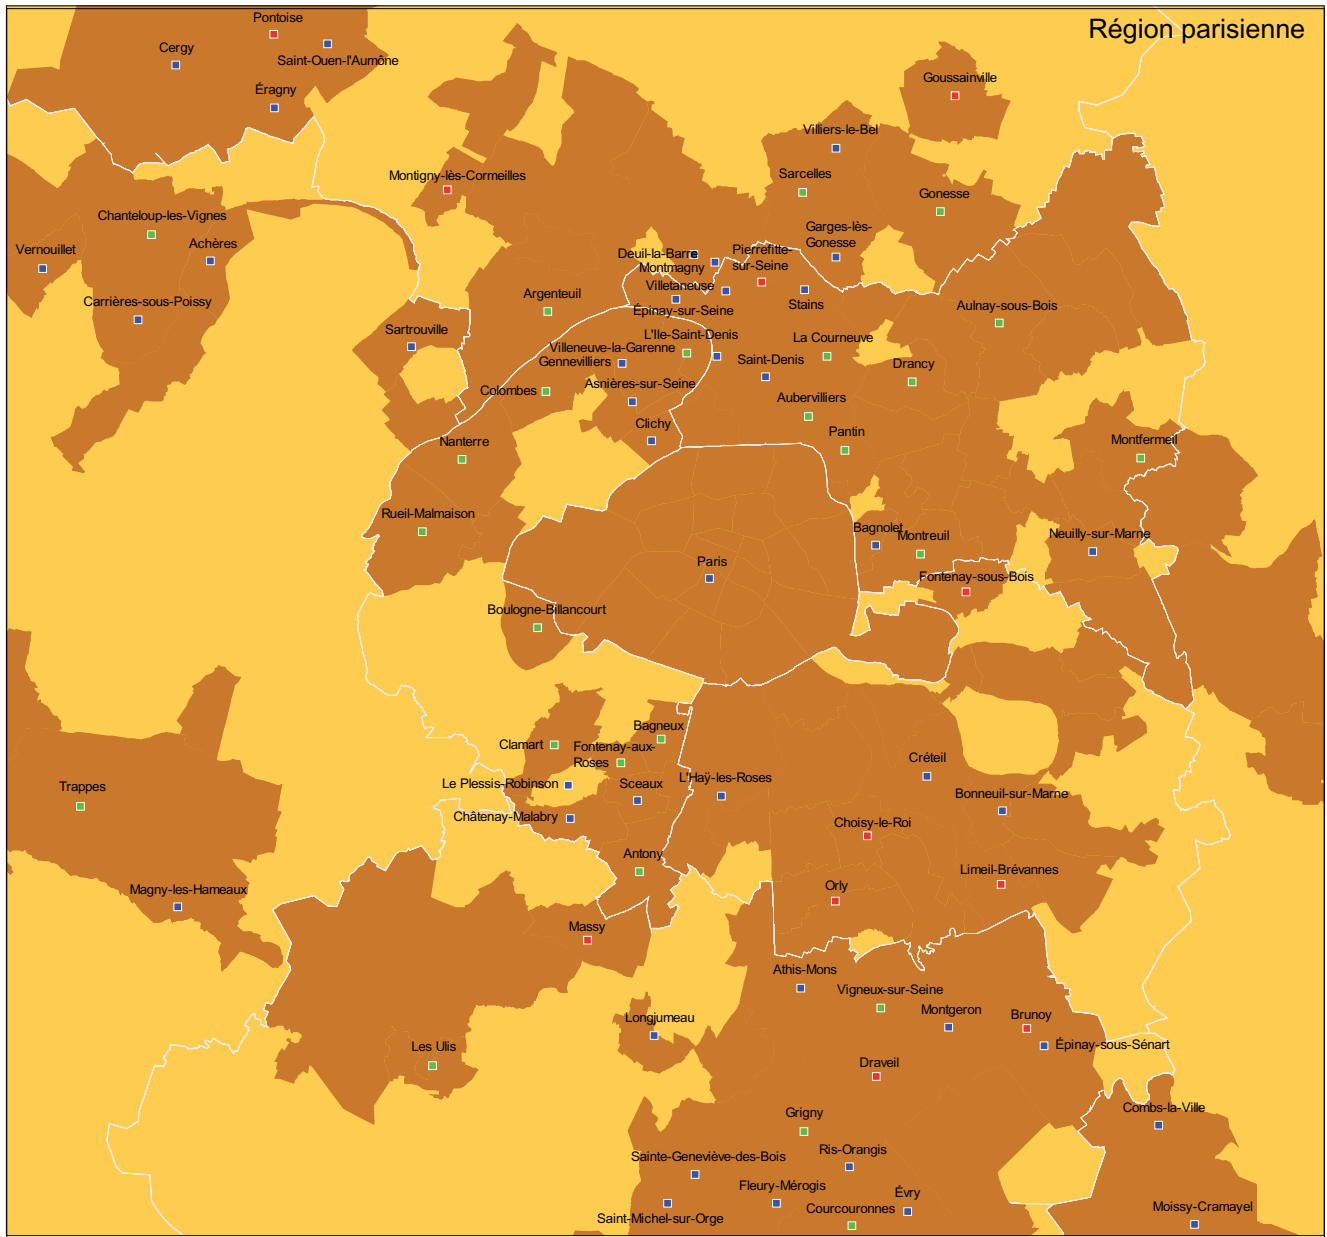 Région parisienne
Pontoise
Cergy
Saint-Ouen-l'Aumône
Éragny
Goussainville
Villiers-le-Bel
Montigny-lès-Cormeilles
Sarcelles
Gonesse
Chanteloup-les-Vignes
Achères
Vernouillet
Garges-lès-
Gonesse
Deuil-la-Barre
Montmagny
Pierrefitte-
sur-Seine
Villetaneuse
Épinay-sur-Seine
Stains
Carrières-sous-Poissy
Argenteuil
Aulnay-sous-Bois
Sartrouville
L'Ile-Saint-Denis
Villeneuve-la-Garenne
Gennevilliers
La Courneuve
Saint-Denis
Drancy
Colombes
Asnières-sur-Seine
Aubervilliers
Clichy
Pantin
Nanterre
Montfermeil
Rueil-Malmaison
Bagnolet
Montreuil
Neuilly-sur-Marne
Paris
Fontenay-sous-Bois
Boulogne-Billancourt
Bagneux
Clamart
Fontenay-aux-
Roses
Créteil
Trappes
Le Plessis-Robinson
Sceaux
L'Haÿ-les-Roses
Bonneuil-sur-Marne
Châtenay-Malabry
Choisy-le-Roi
Antony
Limeil-Brévannes
Magny-les-Hameaux
Orly
Massy
Athis-Mons
Vigneux-sur-Seine
Longjumeau
Montgeron
Brunoy
Les Ulis
Épinay-sous-Sénart
Draveil
Grigny
Combs-la-Ville
Sainte-Geneviève-des-Bois
Ris-Orangis
Fleury-Mérogis
Évry
Saint-Michel-sur-Orge
Courcouronnes
Moissy-Cramayel